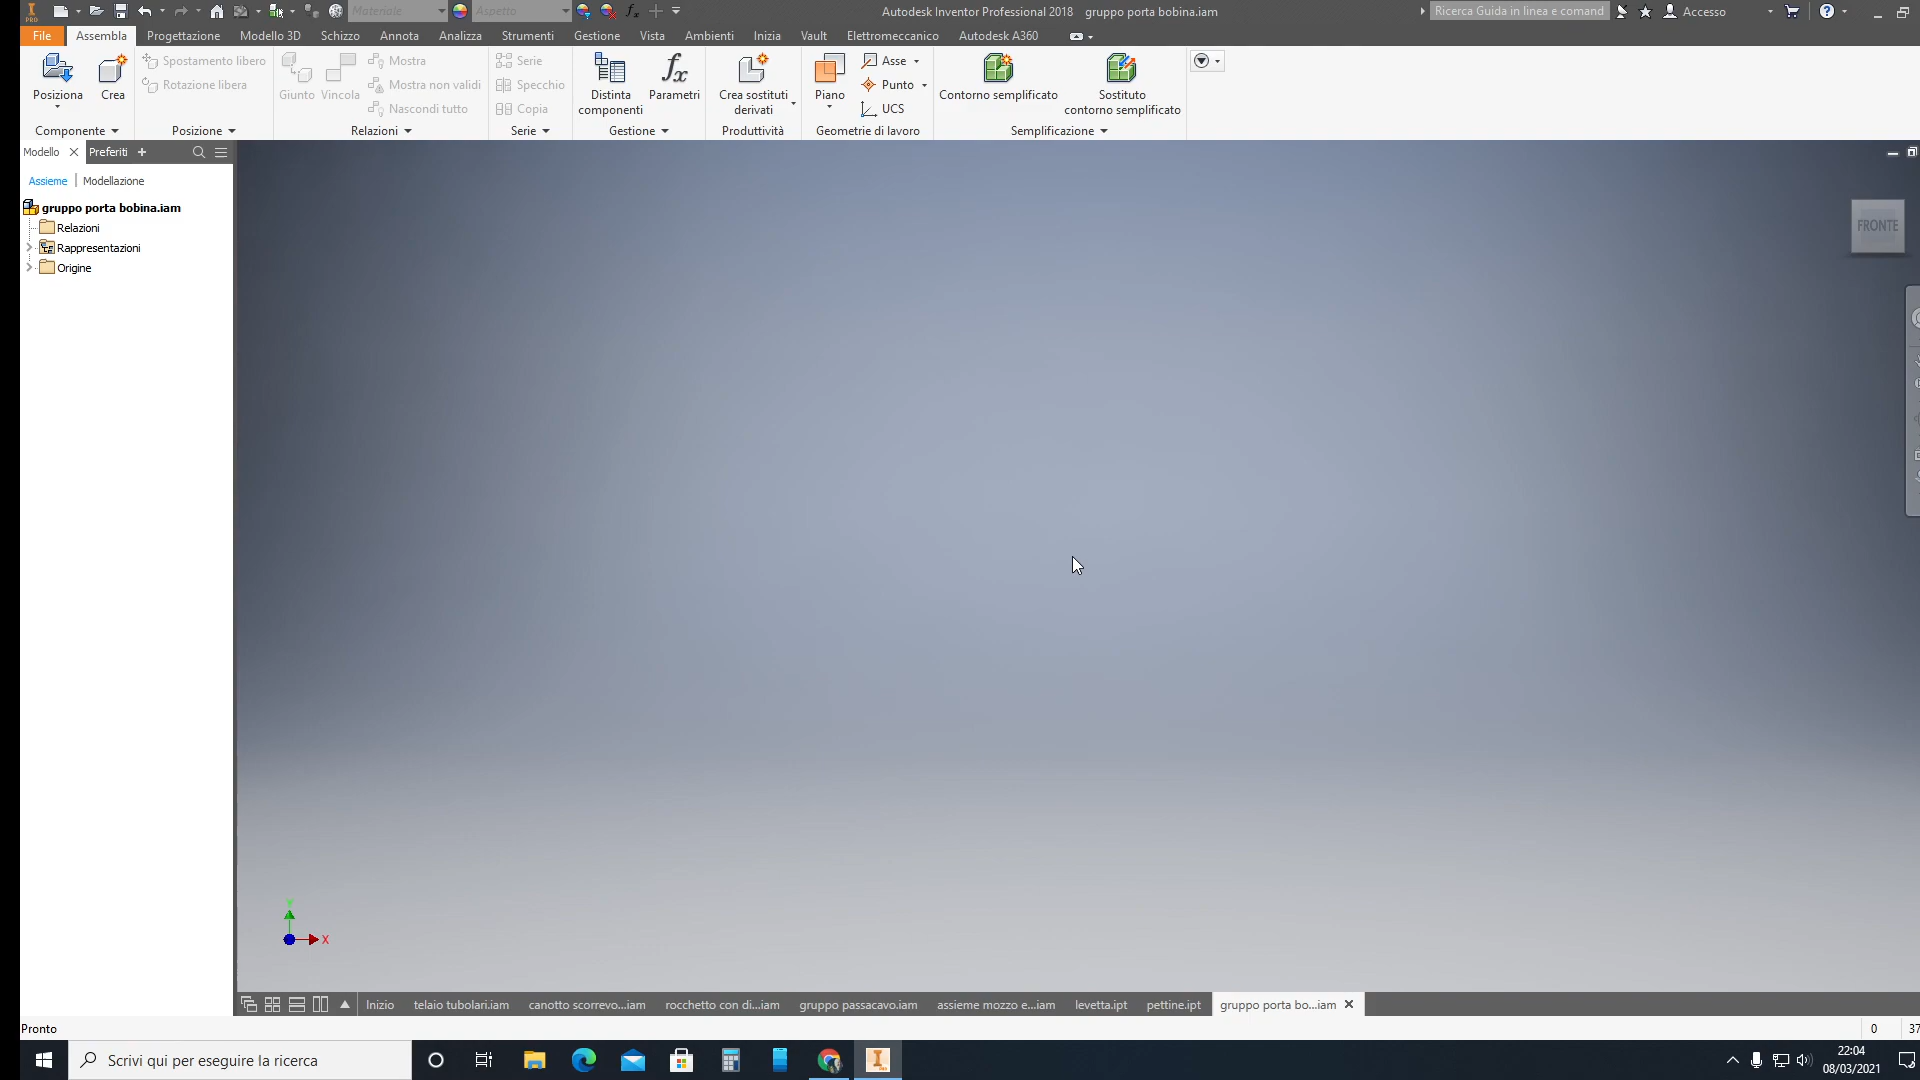 PRO
Materiale
Aspetto
Autodesk Inventor Professional 2018 gruppo porta bobina.iam
Ricerca Guida in linea e comand
Accesso
File Assembla Progettazione Modello 3D Schizzo Annota Analizza Strumenti Gestione Vista Ambienti Inizia Vault Elettromeccanico Autodesk A360
Posiziona
Crea
Componente
Spostamento libero
Rotazione libera
Posizione
Giunto
Vincola
Mostra
Mostra non validi
Nascondi tutto
Relazioni
Serie
Specchio
Copia
Serie
Distinta
componenti
fx
Parametri
Gestione
Crea sostituti
derivati
Produttività
Piano
Asse
Punto
UCS
Geometrie di lavoro
Contorno semplificato
Sostituto
contorno semplificato
Semplificazione
Modello
Preferiti
Assieme
Modellazione
gruppo porta bobina.iam
Relazioni
Rappresentazioni
Origine
FRONTE
Y
X
Inizio telaio tubolari.iam canotto scorrevo...iam rocchetto con di...iam gruppo passacavo.iam assieme mozzo e...iam levetta.ipt pettine.ipt gruppo porta bo...iam
Pronto
0
37
Scrivi qui per eseguire la ricerca
22:04
08/03/2021